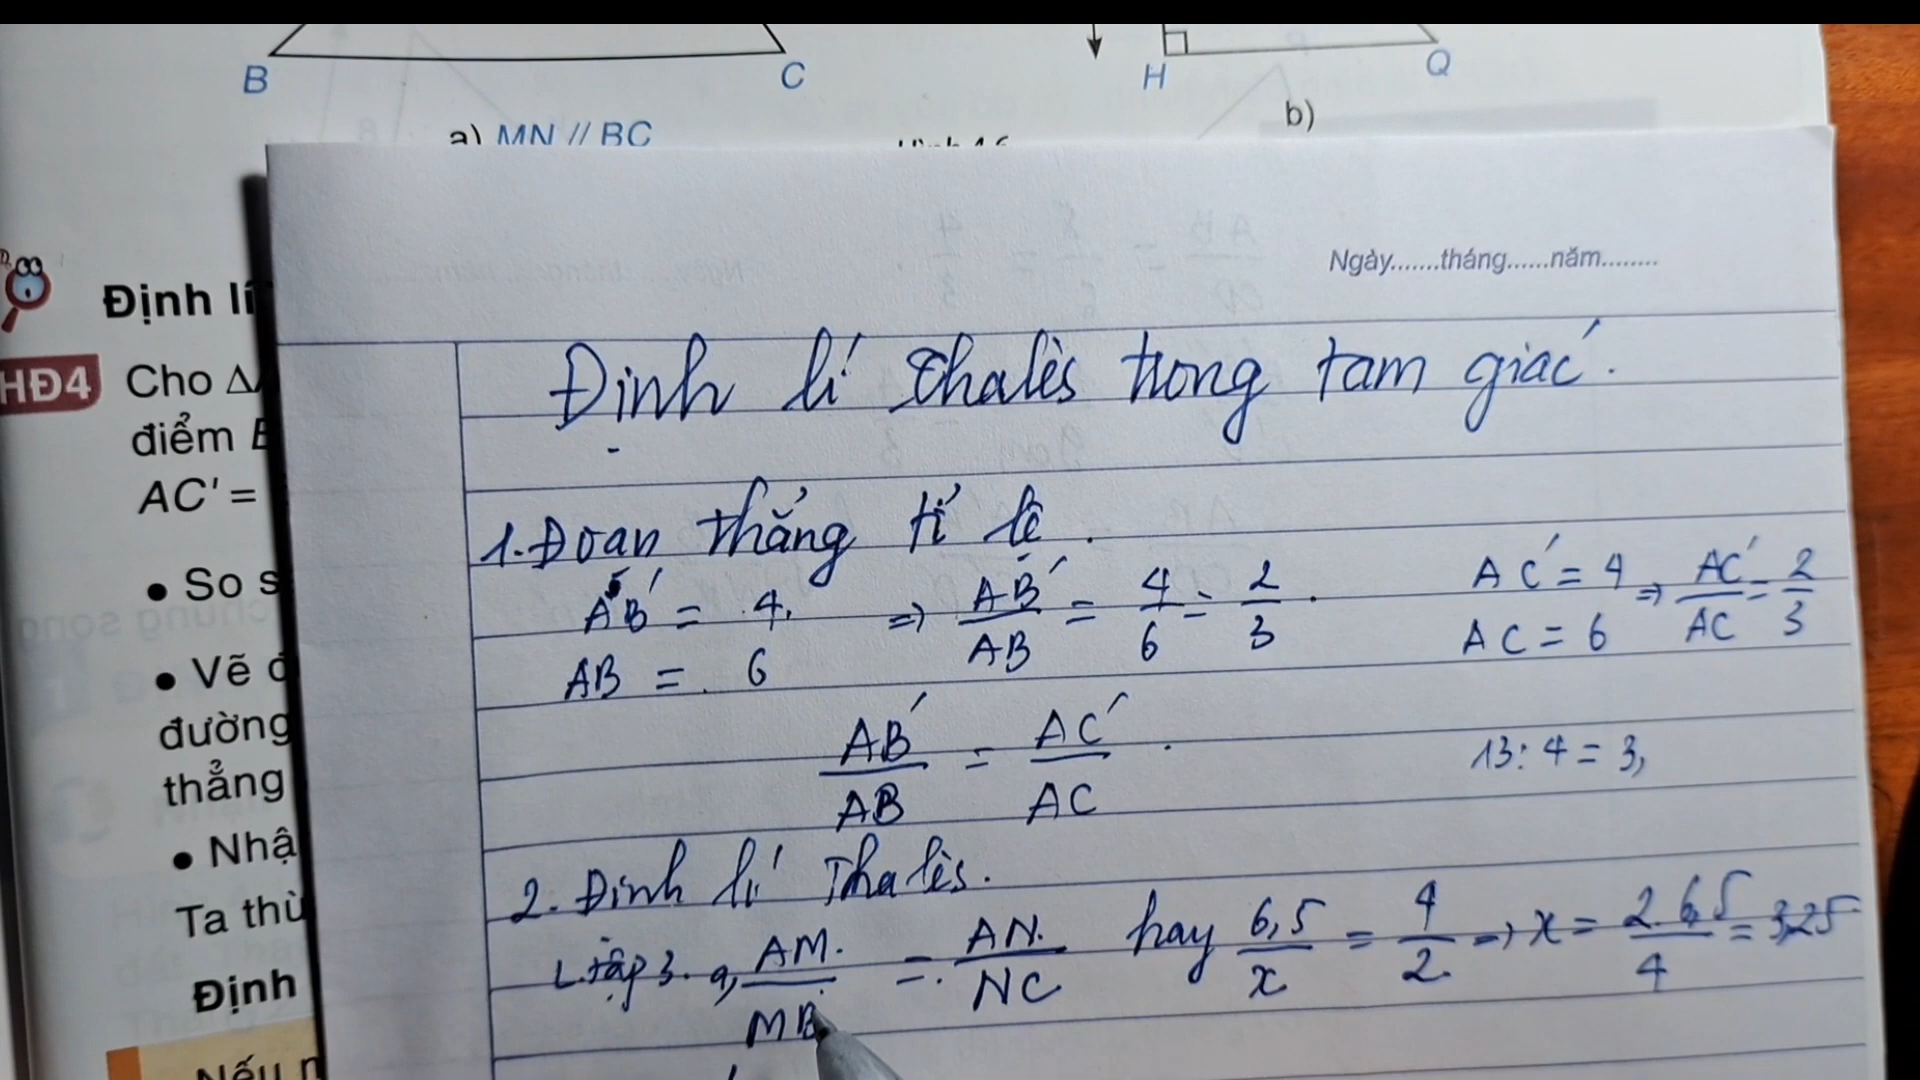 B C H Q
a) MN // BC
b)
Ngày.......tháng......năm........
Định lí
HĐ4 Cho Δ
điểm
AC' =
• So s
• Vẽ đ
đường
thẳng
• Nhậ
Ta thừ
Định
Nếu
Định lí Thalès trong tam giác.
1. Đoạn thẳng tỉ lệ.
AB' = 4. => AB'/AB = 4/6 = 2/3. AC' = 4 => AC'/AC = 2/3
AB = 6 AC = 6
AB'/AB = AC'/AC. 13: 4 = 3,
2. Định lí Thalès.
L.tập 3. a, AM/MB = AN/NC hay 6,5/x = 4/2 => x = 2.6,5/4 = 3,25